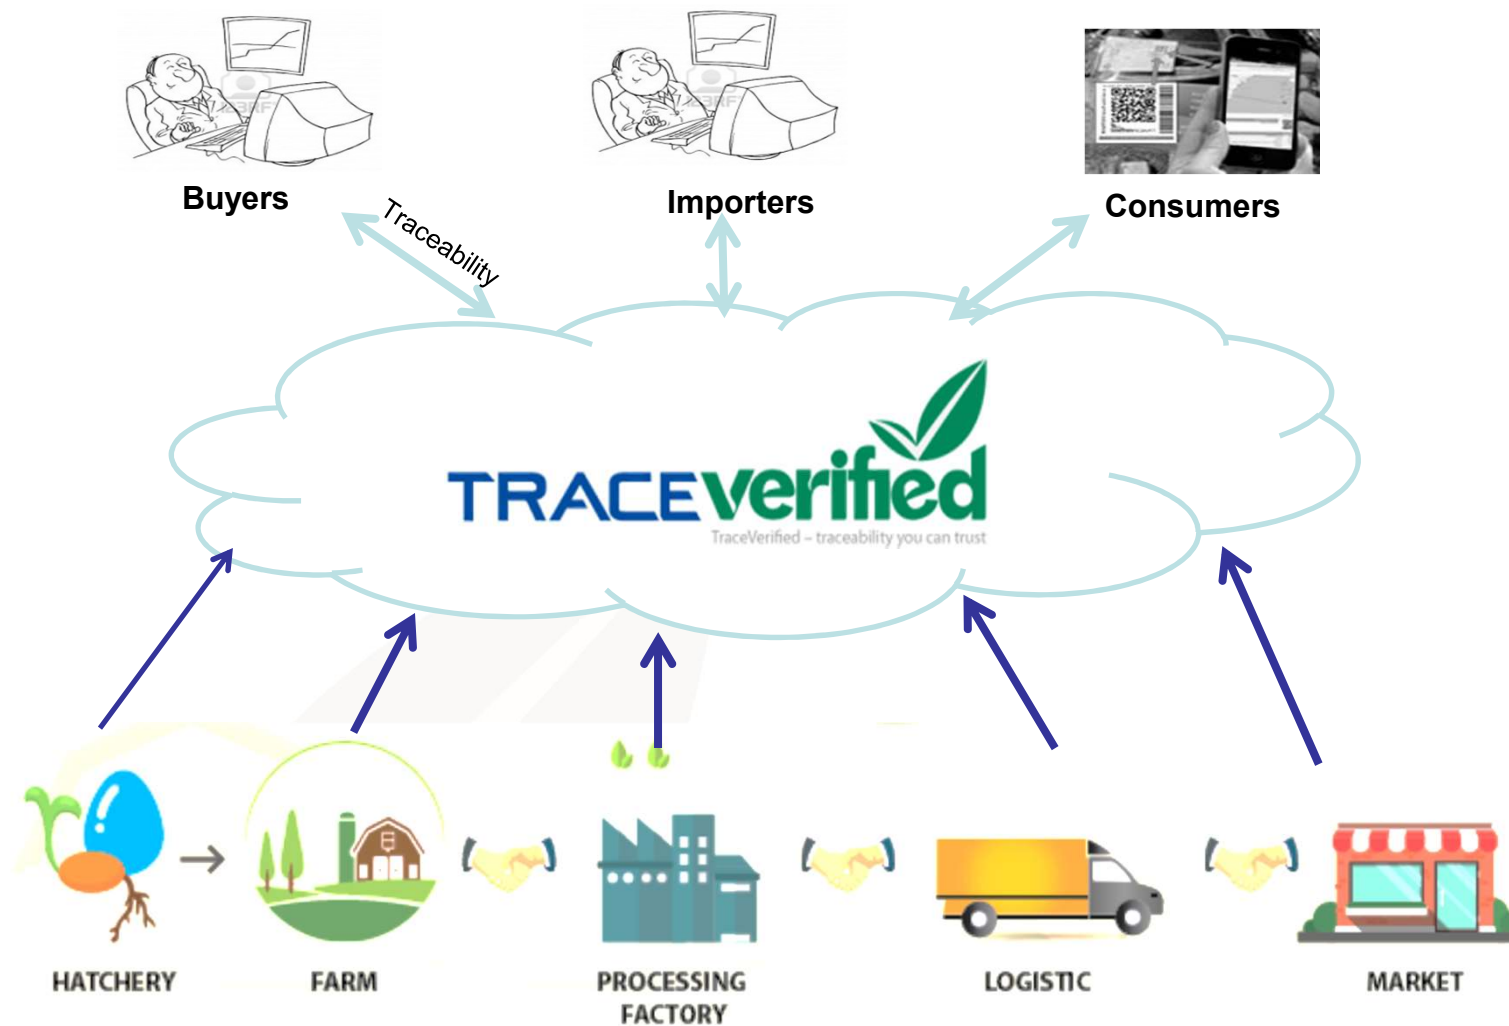 Buyers
Importers
Consumers
Traceability
TRACEverified
TraceVerified – traceability you can trust
HATCHERY
FARM
PROCESSING
FACTORY
LOGISTIC
MARKET